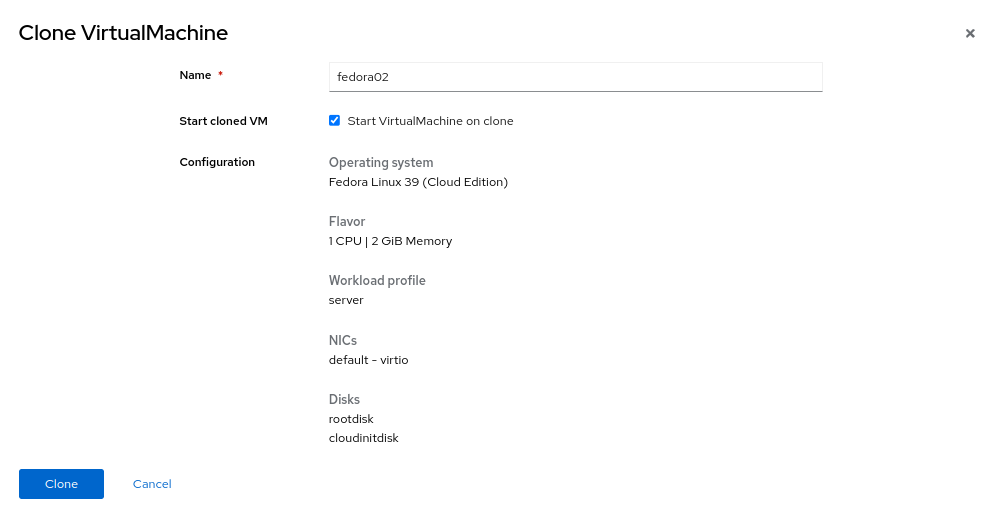 Clone VirtualMachine
Name *
fedora02
Start cloned VM
Start VirtualMachine on clone
Configuration
Operating system
Fedora Linux 39 (Cloud Edition)
Flavor
1 CPU | 2 GiB Memory
Workload profile
server
NICs
default - virtio
Disks
rootdisk
cloudinitdisk
Clone
Cancel